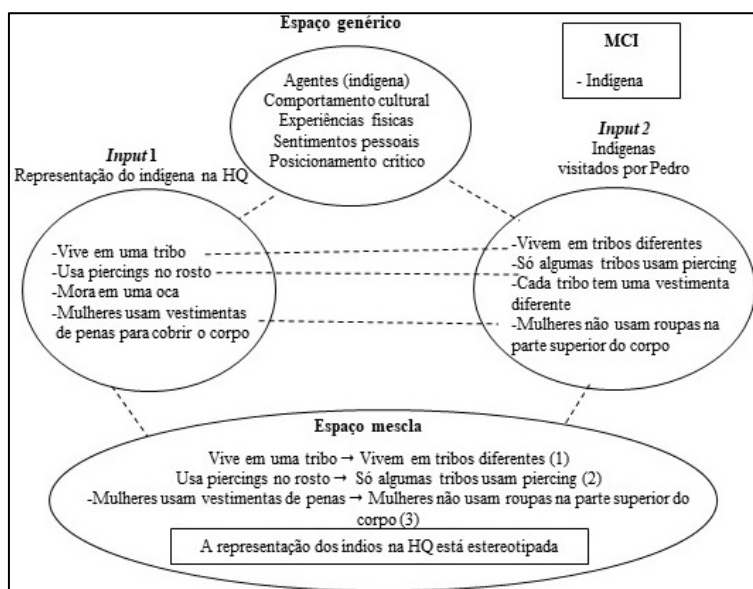 Espaço genérico
MCI
- Indígena
Agentes (indígena)
Comportamento cultural
Experiências físicas
Sentimentos pessoais
Posicionamento crítico
Input 1
Representação do indígena na HQ
Input 2
Indígenas
visitados por Pedro
-Vive em uma tribo
-Usa piercings no rosto
-Mora em uma oca
-Mulheres usam vestimentas
de penas para cobrir o corpo
-Vivem em tribos diferentes
-Só algumas tribos usam piercing
-Cada tribo tem uma vestimenta
diferente
-Mulheres não usam roupas na
parte superior do corpo
Espaço mescla
Vive em uma tribo → Vivem em tribos diferentes (1)
Usa piercings no rosto → Só algumas tribos usam piercing (2)
-Mulheres usam vestimentas de penas → Mulheres não usam roupas na parte superior do
corpo (3)
A representação dos índios na HQ está estereotipada